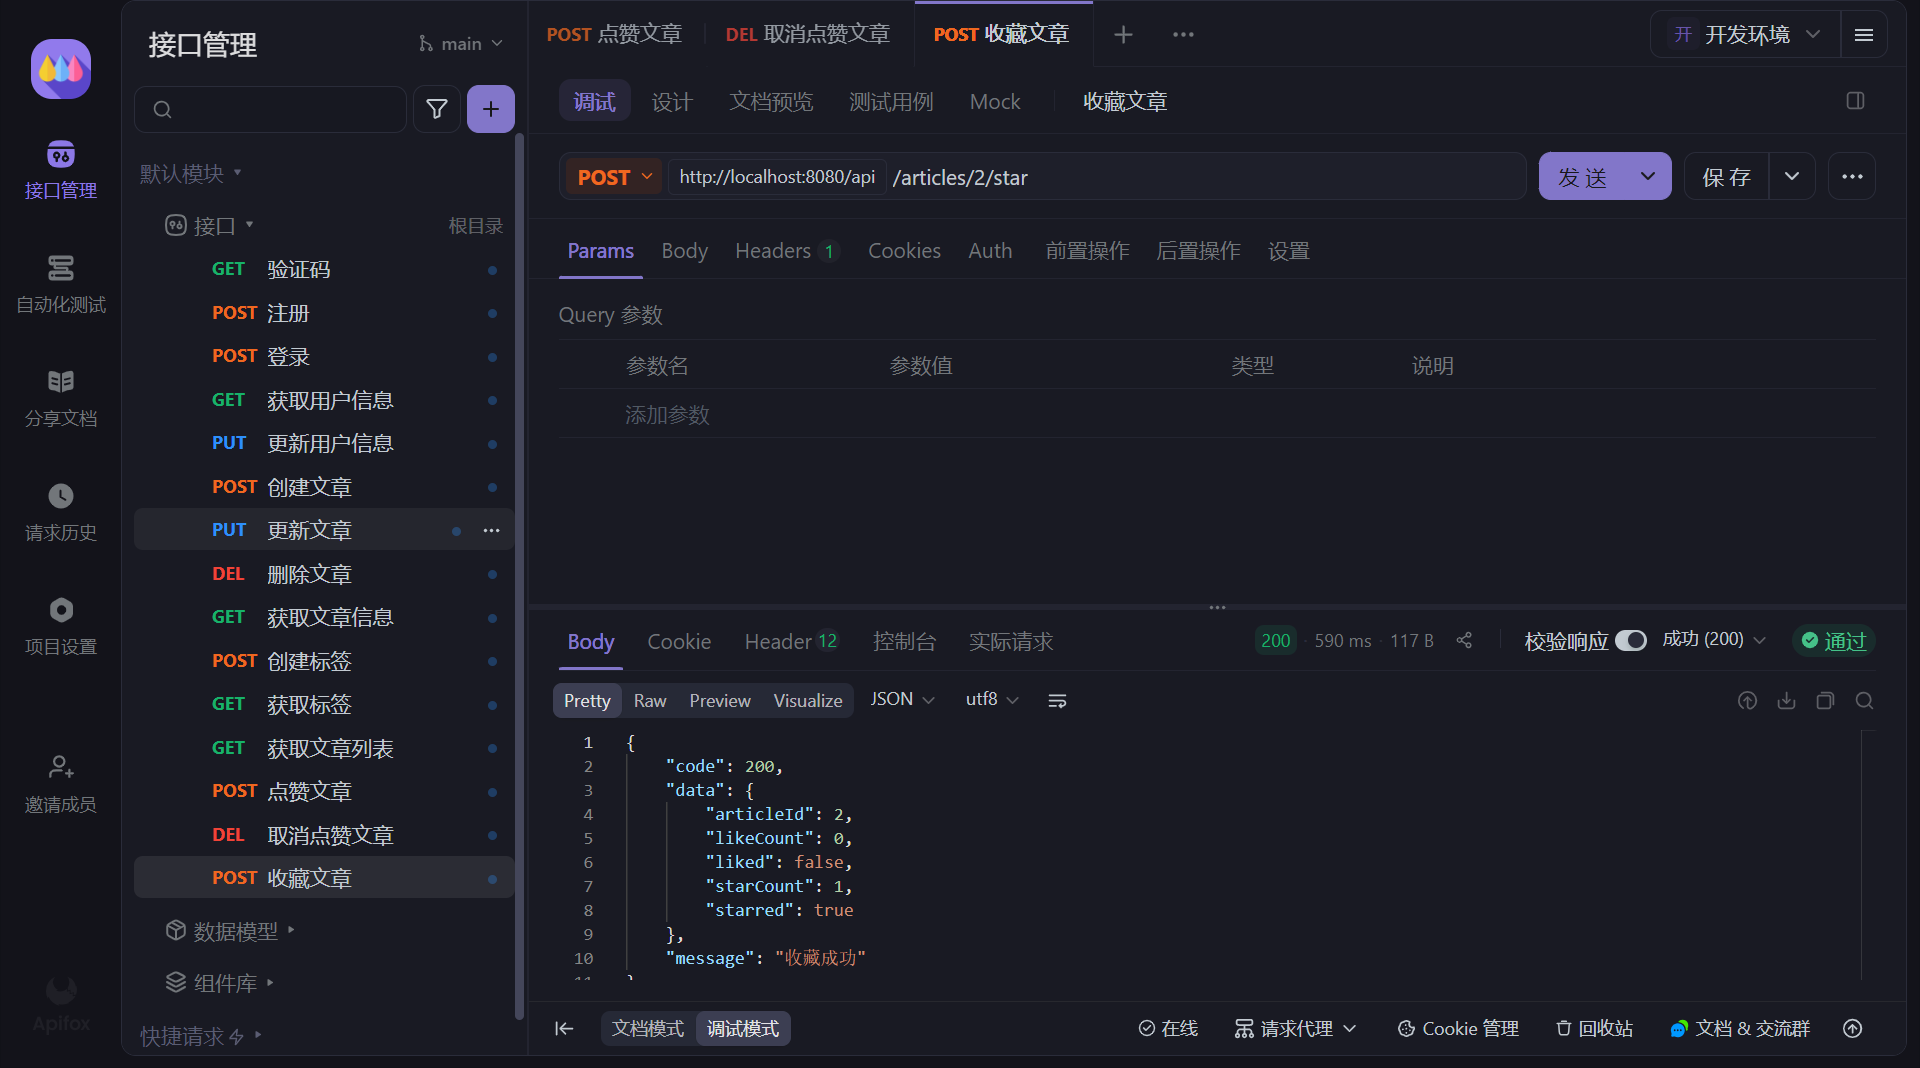 接口管理
main
POST 点赞文章
DEL 取消点赞文章
POST 收藏文章
开 开发环境
接口管理
自动化测试
分享文档
请求历史
项目设置
邀请成员
Apifox
默认模块
接口
根目录
GET 验证码
POST 注册
POST 登录
GET 获取用户信息
PUT 更新用户信息
POST 创建文章
PUT 更新文章
DEL 删除文章
GET 获取文章信息
POST 创建标签
GET 获取标签
GET 获取文章列表
POST 点赞文章
DEL 取消点赞文章
POST 收藏文章
数据模型
组件库
快捷请求
调试 设计 文档预览 测试用例 Mock 收藏文章
POST http://localhost:8080/api /articles/2/star
发 送 保 存
Params Body Headers 1 Cookies Auth 前置操作 后置操作 设置
Query 参数
参数名 参数值 类型 说明
添加参数
Body Cookie Header 12 控制台 实际请求
200 · 590 ms · 117 B
校验响应 成功 (200) 通过
Pretty Raw Preview Visualize JSON utf8
1 {
2 "code": 200,
3 "data": {
4 "articleId": 2,
5 "likeCount": 0,
6 "liked": false,
7 "starCount": 1,
8 "starred": true
9 },
10 "message": "收藏成功"
11 }
文档模式 调试模式
在线 请求代理 Cookie 管理 回收站 文档 & 交流群